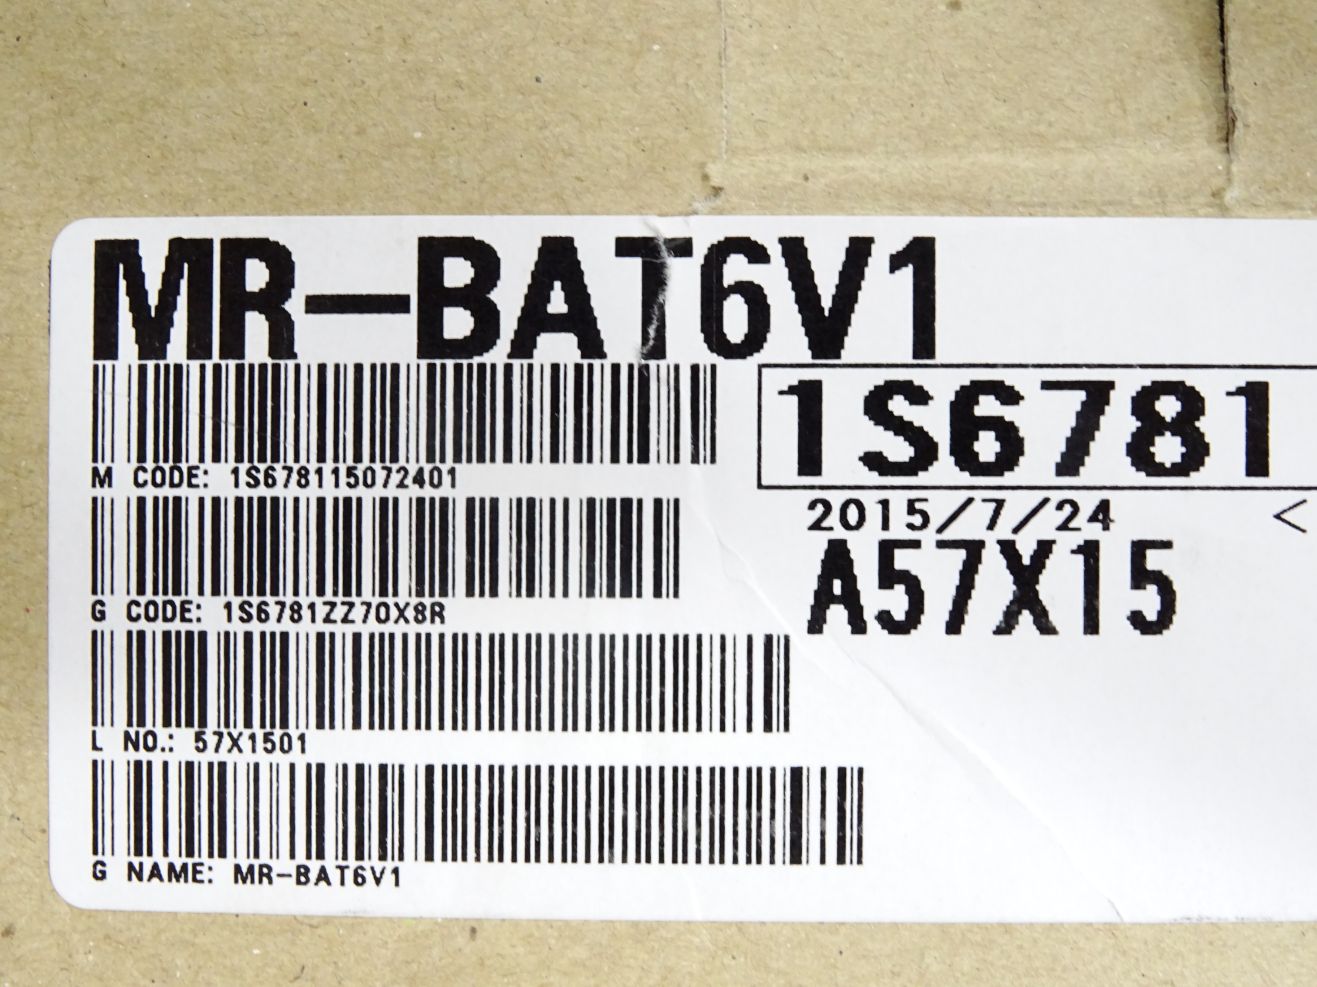 MR-BAT6V1
1S6781
M CODE: 1S678115072401
2015/7/24 <
A57X15
G CODE: 1S6781ZZ70X8R
L NO.: 57X1501
G NAME: MR-BAT6V1